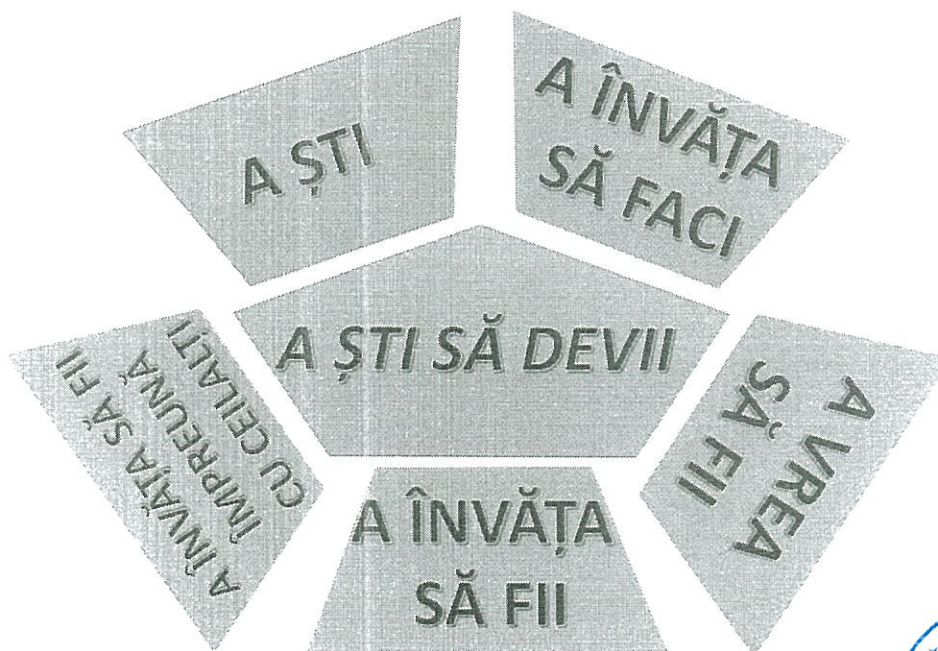 A ȘTI
A ÎNVĂȚA
SĂ FACI
A ȘTI SĂ DEVII
A ÎNVĂȚA SĂ FII
ÎMPREUNĂ
CU CEILALȚI
A VREA
SĂ FII
A ÎNVĂȚA
SĂ FII